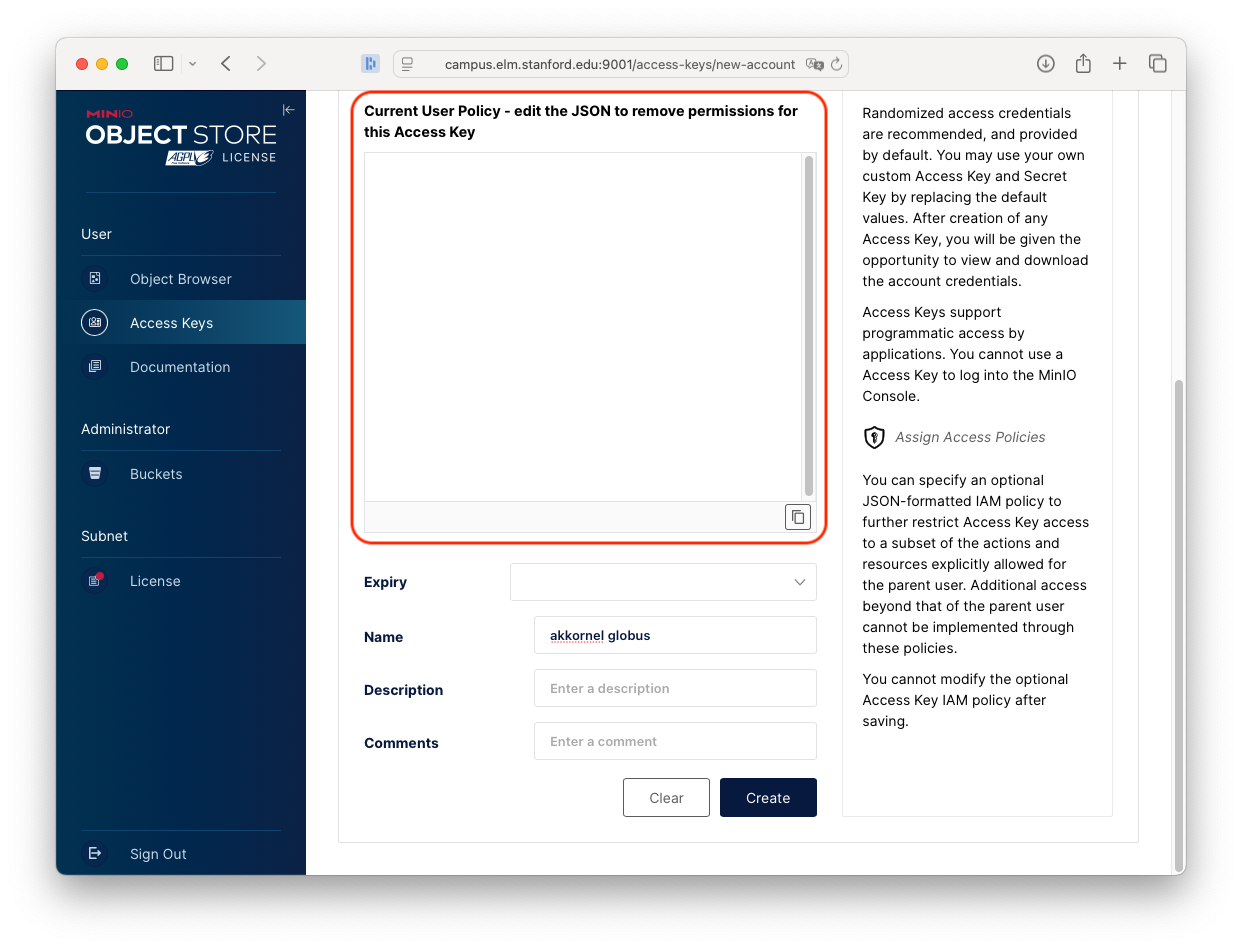 campus.elm.stanford.edu:9001/access-keys/new-account
MINIO
OBJECT STORE
AGPLv3 LICENSE
User
Object Browser
Access Keys
Documentation
Administrator
Buckets
Subnet
License
Sign Out
Current User Policy - edit the JSON to remove permissions for
this Access Key
Expiry
Name
akkornel globus
Description
Enter a description
Comments
Enter a comment
Clear
Create
Randomized access credentials
are recommended, and provided
by default. You may use your own
custom Access Key and Secret
Key by replacing the default
values. After creation of any
Access Key, you will be given the
opportunity to view and download
the account credentials.
Access Keys support
programmatic access by
applications. You cannot use a
Access Key to log into the MinIO
Console.
Assign Access Policies
You can specify an optional
JSON-formatted IAM policy to
further restrict Access Key access
to a subset of the actions and
resources explicitly allowed for
the parent user. Additional access
beyond that of the parent user
cannot be implemented through
these policies.
You cannot modify the optional
Access Key IAM policy after
saving.